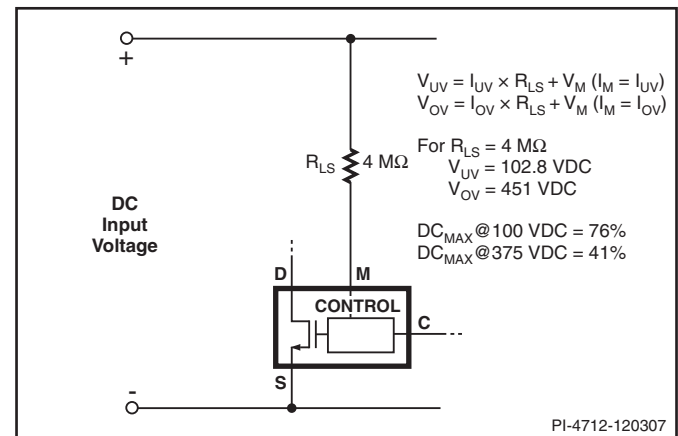 +
V_UV = I_UV × R_LS + V_M (I_M = I_UV)
V_OV = I_OV × R_LS + V_M (I_M = I_OV)
For R_LS = 4 MΩ
V_UV = 102.8 VDC
V_OV = 451 VDC
DC_MAX@100 VDC = 76%
DC_MAX@375 VDC = 41%
R_LS
4 MΩ
DC
Input
Voltage
D
M
CONTROL
C
S
-
PI-4712-120307